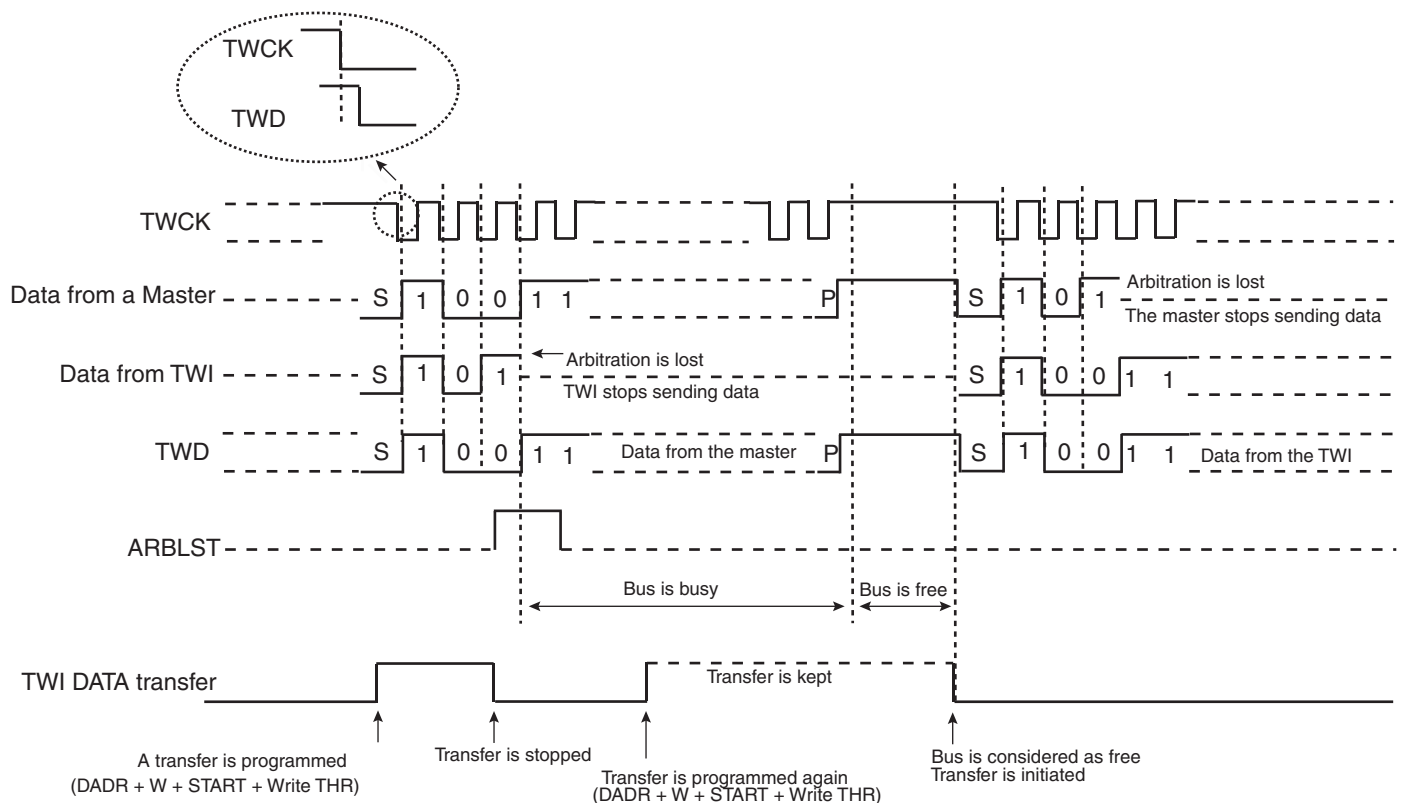 TWCK
TWD
TWCK
Data from a Master S 1 0 0 1 1 P S 1 0 1 Arbitration is lost
The master stops sending data
Data from TWI S 1 0 1 Arbitration is lost S 1 0 0 1 1
TWI stops sending data
TWD S 1 0 0 1 1 Data from the master P S 1 0 0 1 1 Data from the TWI
ARBLST
Bus is busy Bus is free
TWI DATA transfer Transfer is kept
A transfer is programmed
(DADR + W + START + Write THR)
Transfer is stopped
Transfer is programmed again
(DADR + W + START + Write THR)
Bus is considered as free
Transfer is initiated